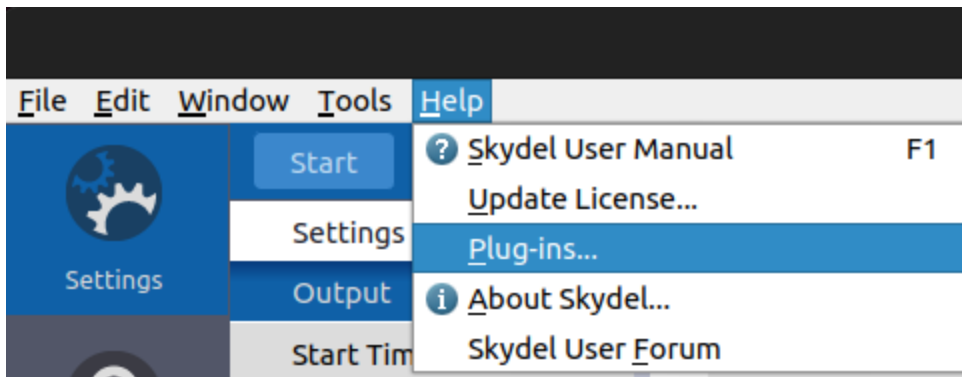 File Edit Window Tools Help
Start
Skydel User Manual F1
Update License...
Settings
Plug-ins...
Settings
Output
About Skydel...
Start Tim
Skydel User Forum